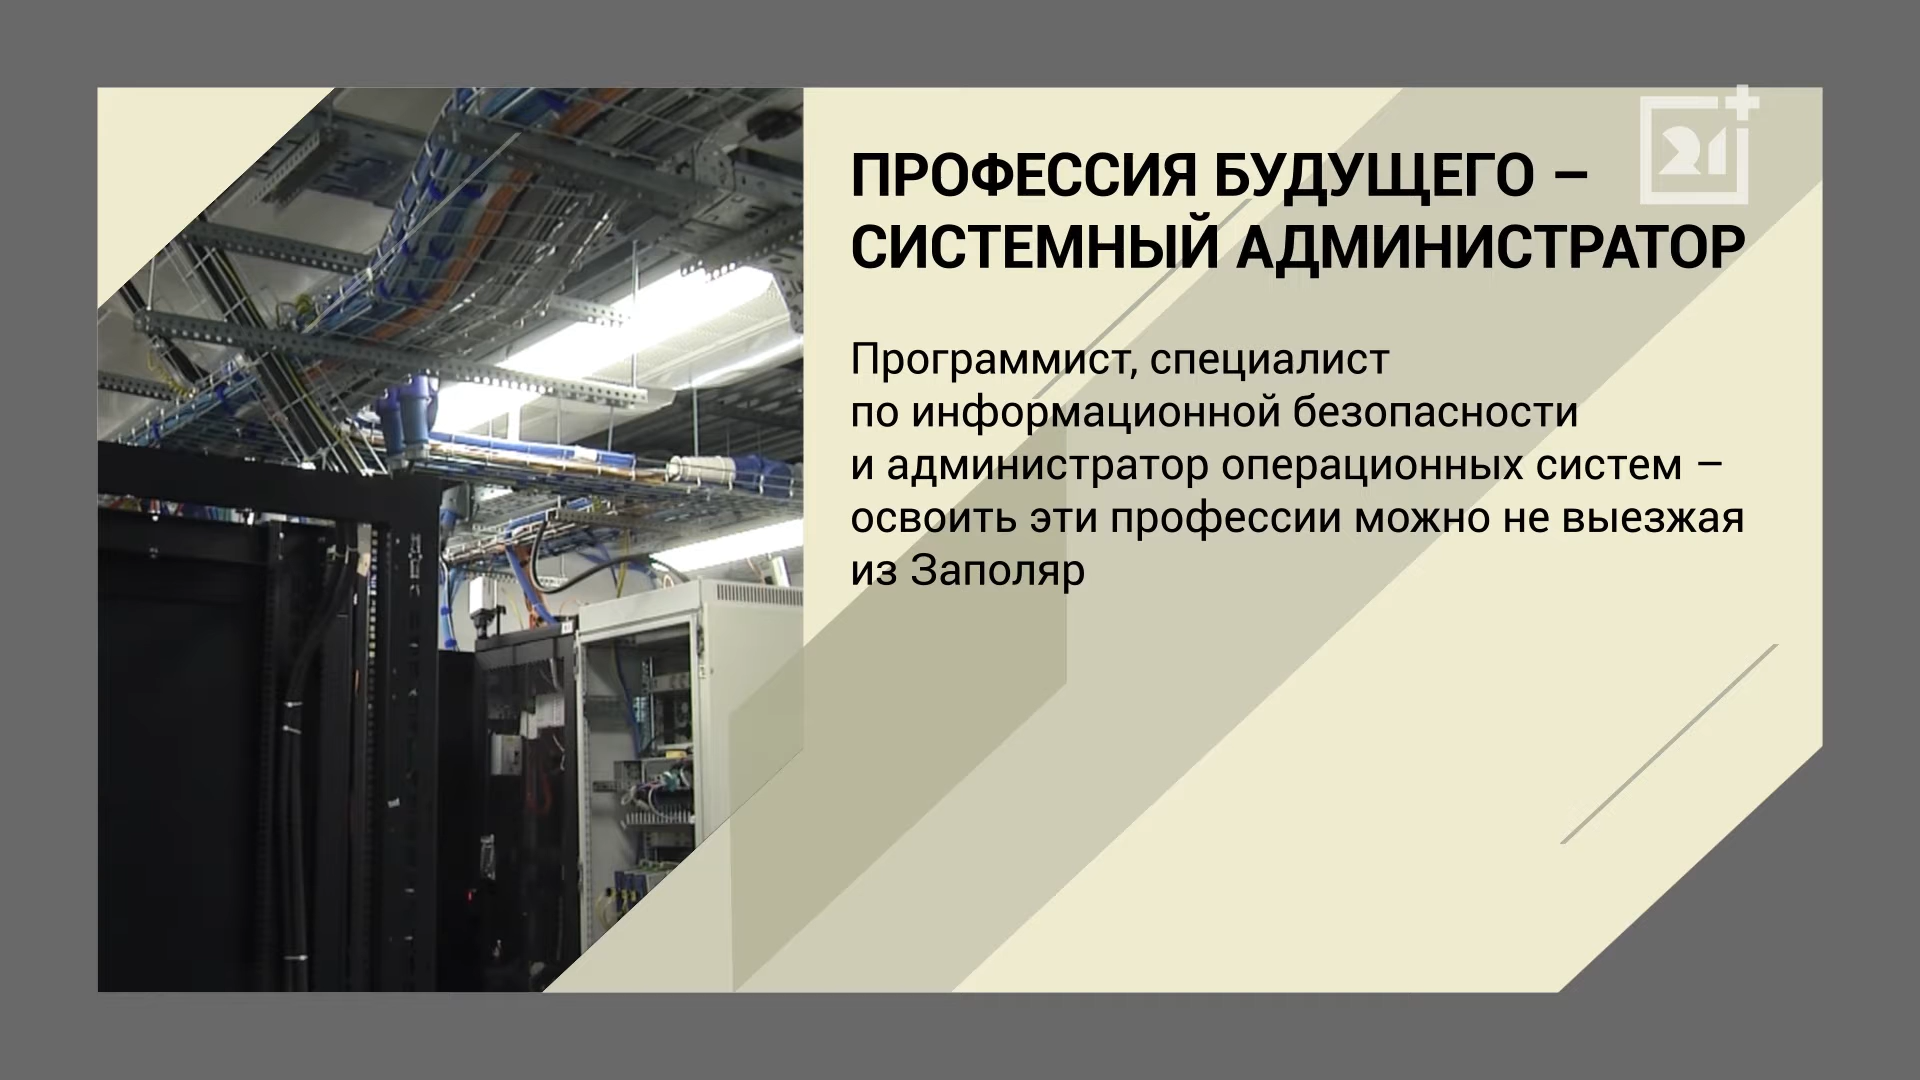 21+
ПРОФЕССИЯ БУДУЩЕГО –
СИСТЕМНЫЙ АДМИНИСТРАТОР
Программист, специалист
по информационной безопасности
и администратор операционных систем –
освоить эти профессии можно не выезжая
из Заполяр